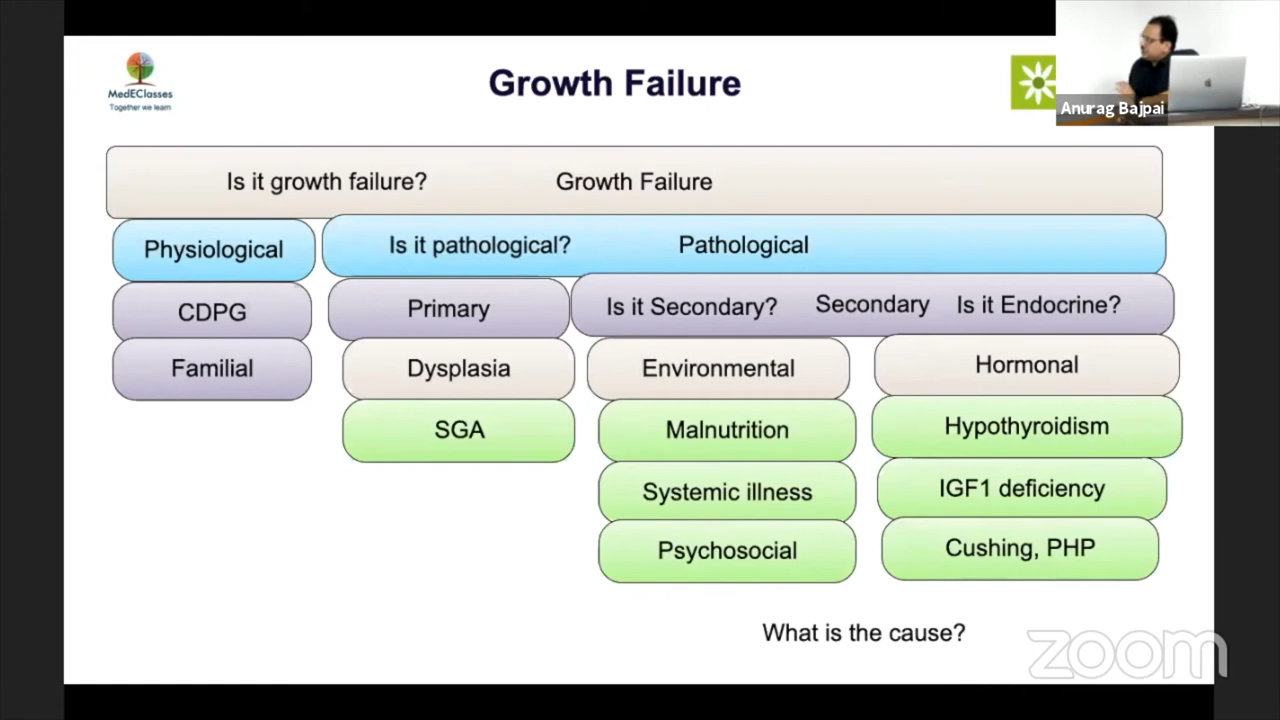 MedEClasses
Together we learn
Growth Failure
Anurag Bajpai
Is it growth failure? Growth Failure
Physiological Is it pathological? Pathological
CDPG Primary Is it Secondary? Secondary Is it Endocrine?
Familial Dysplasia Environmental Hormonal
SGA Malnutrition Hypothyroidism
Systemic illness IGF1 deficiency
Psychosocial Cushing, PHP
What is the cause?
zoom